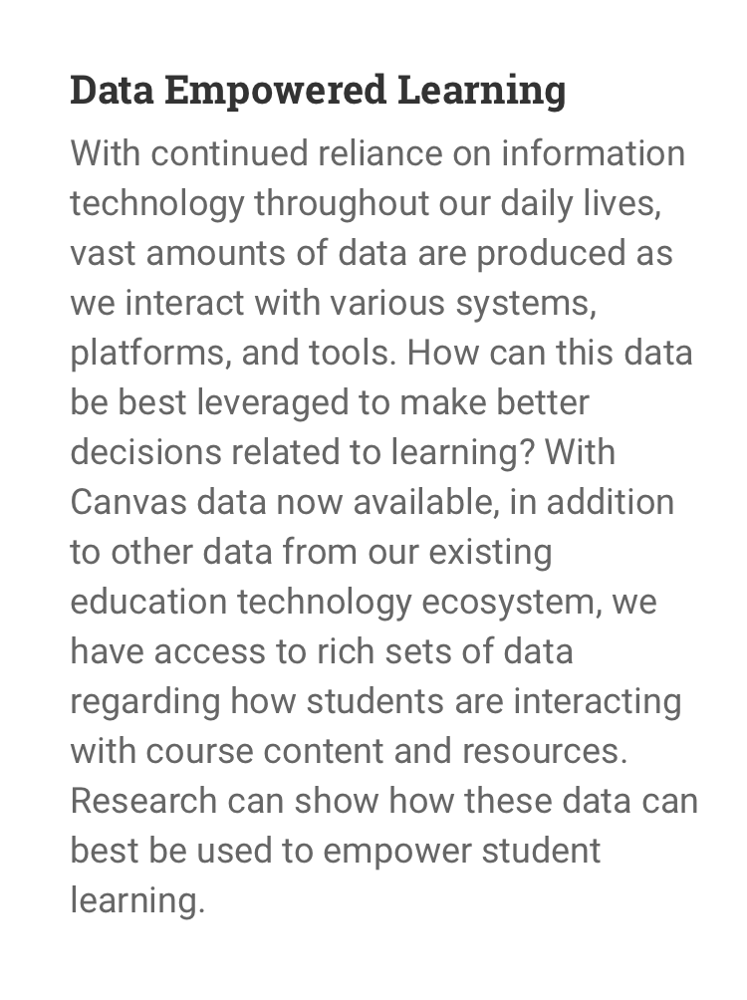 Data Empowered Learning
With continued reliance on information
technology throughout our daily lives,
vast amounts of data are produced as
we interact with various systems,
platforms, and tools. How can this data
be best leveraged to make better
decisions related to learning? With
Canvas data now available, in addition
to other data from our existing
education technology ecosystem, we
have access to rich sets of data
regarding how students are interacting
with course content and resources.
Research can show how these data can
best be used to empower student
learning.